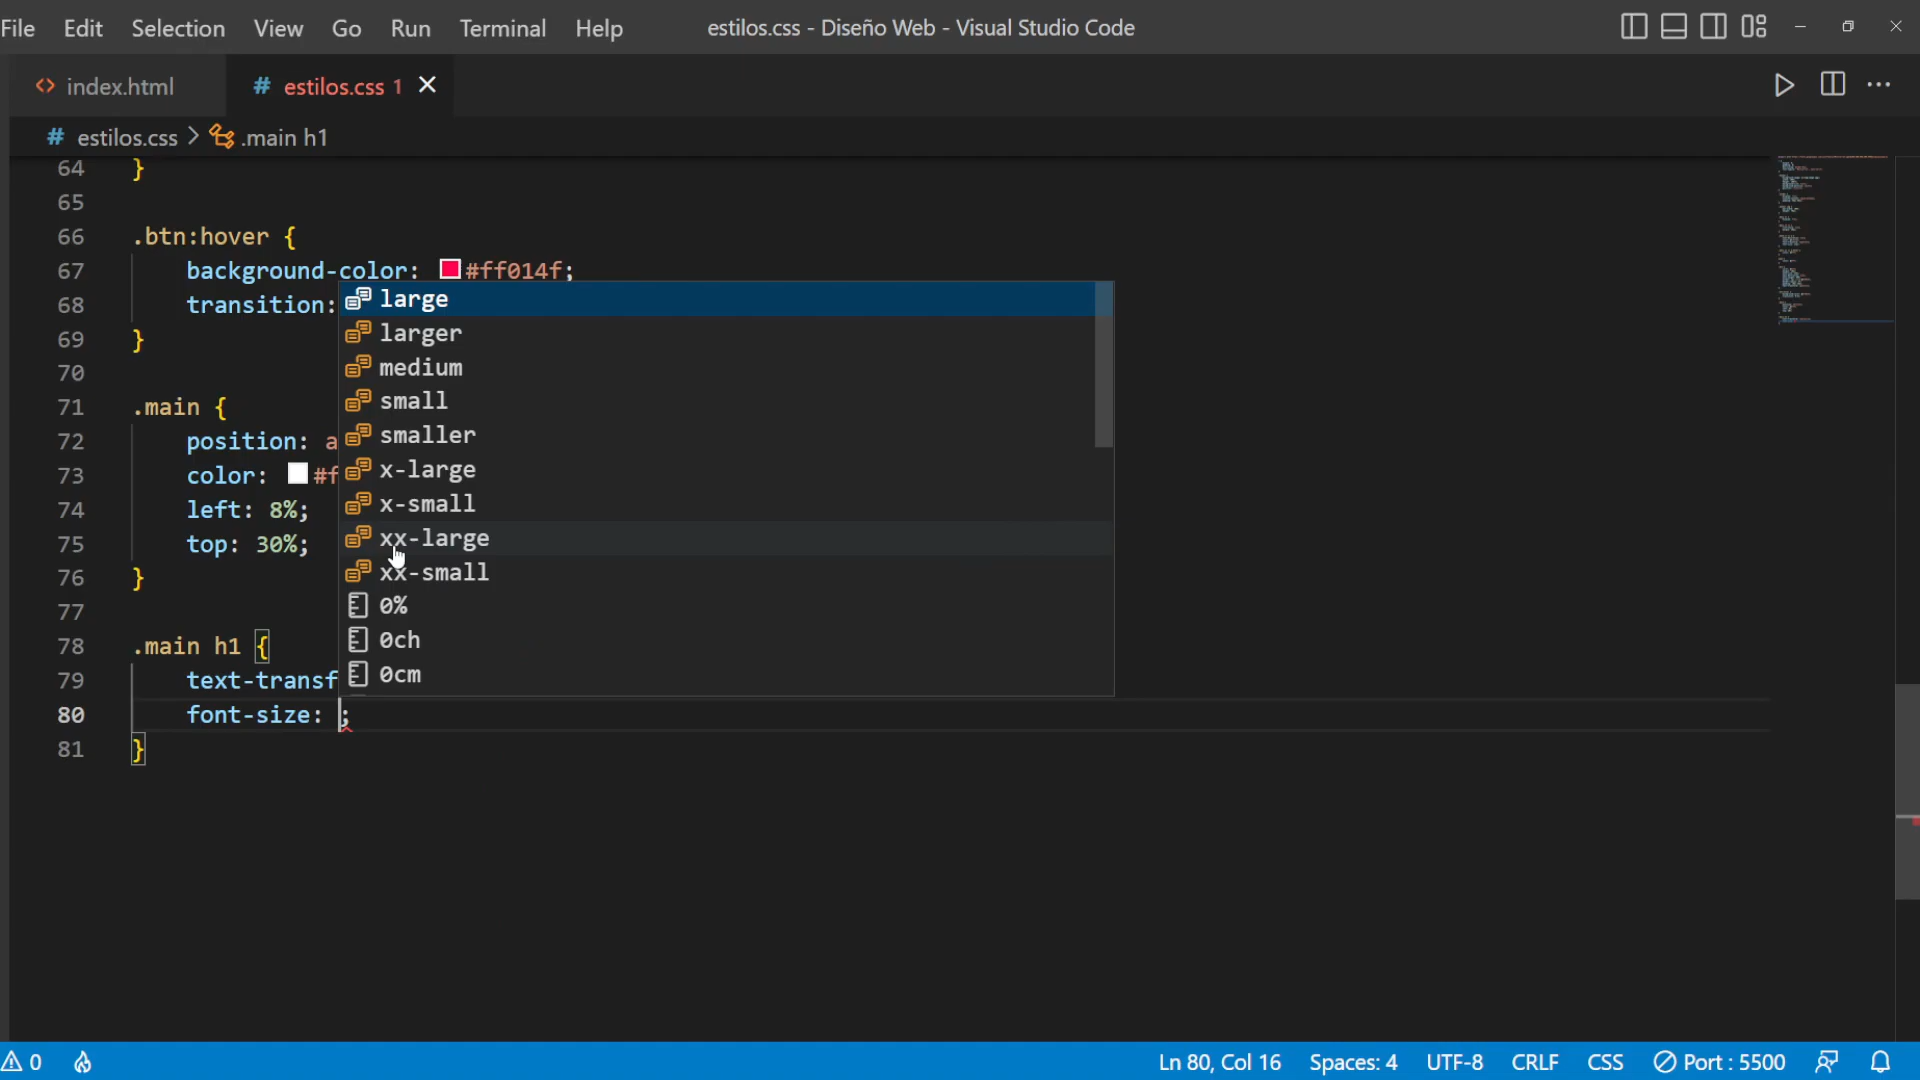 File Edit Selection View Go Run Terminal Help estilos.css - Diseño Web - Visual Studio Code
<> index.html # estilos.css 1
# estilos.css > .main h1
64 }
65
66 .btn:hover {
67 background-color: #ff014f;
68 transition:
69 }
70
71 .main {
72 position: a
73 color: #f
74 left: 8%;
75 top: 30%;
76 }
77
78 .main h1 {
79 text-transf
80 font-size: ;
81 }
large
larger
medium
small
smaller
x-large
x-small
xx-large
xx-small
0%
0ch
0cm
0 Ln 80, Col 16 Spaces: 4 UTF-8 CRLF CSS Port : 5500